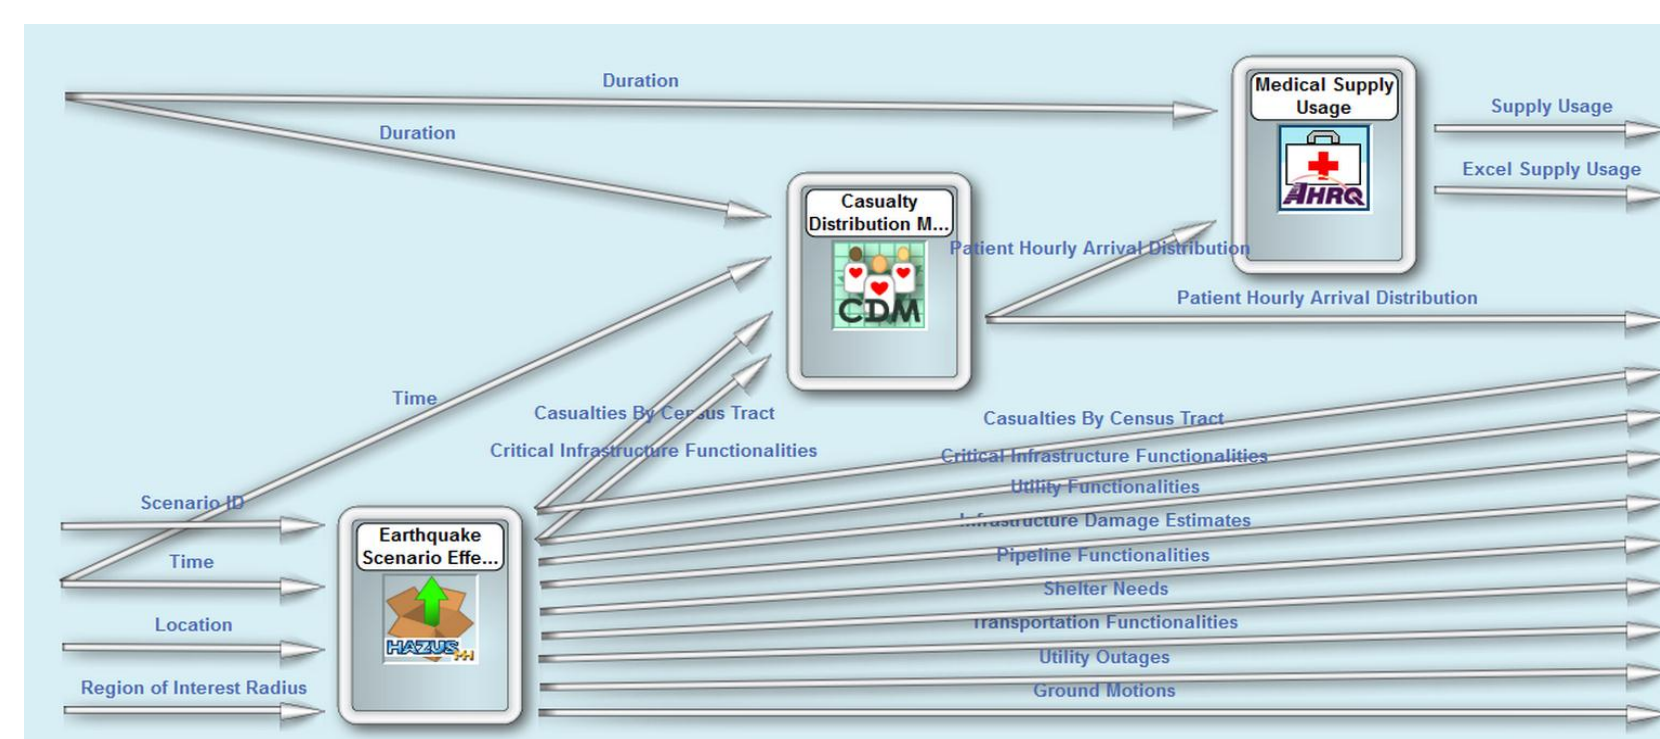 Duration
Medical Supply
Usage
Supply Usage
Duration
Excel Supply Usage
AHRQ
Casualty
Distribution M...
Patient Hourly Arrival Distribution
CDM
Patient Hourly Arrival Distribution
Time
Casualties By Census Tract
Casualties By Census Tract
Critical Infrastructure Functionalities
Critical Infrastructure Functionalities
Utility Functionalities
Scenario ID
Infrastructure Damage Estimates
Earthquake
Scenario Effe...
Time
Pipeline Functionalities
Shelter Needs
Location
Transportation Functionalities
HAZUS MH
Utility Outages
Region of Interest Radius
Ground Motions